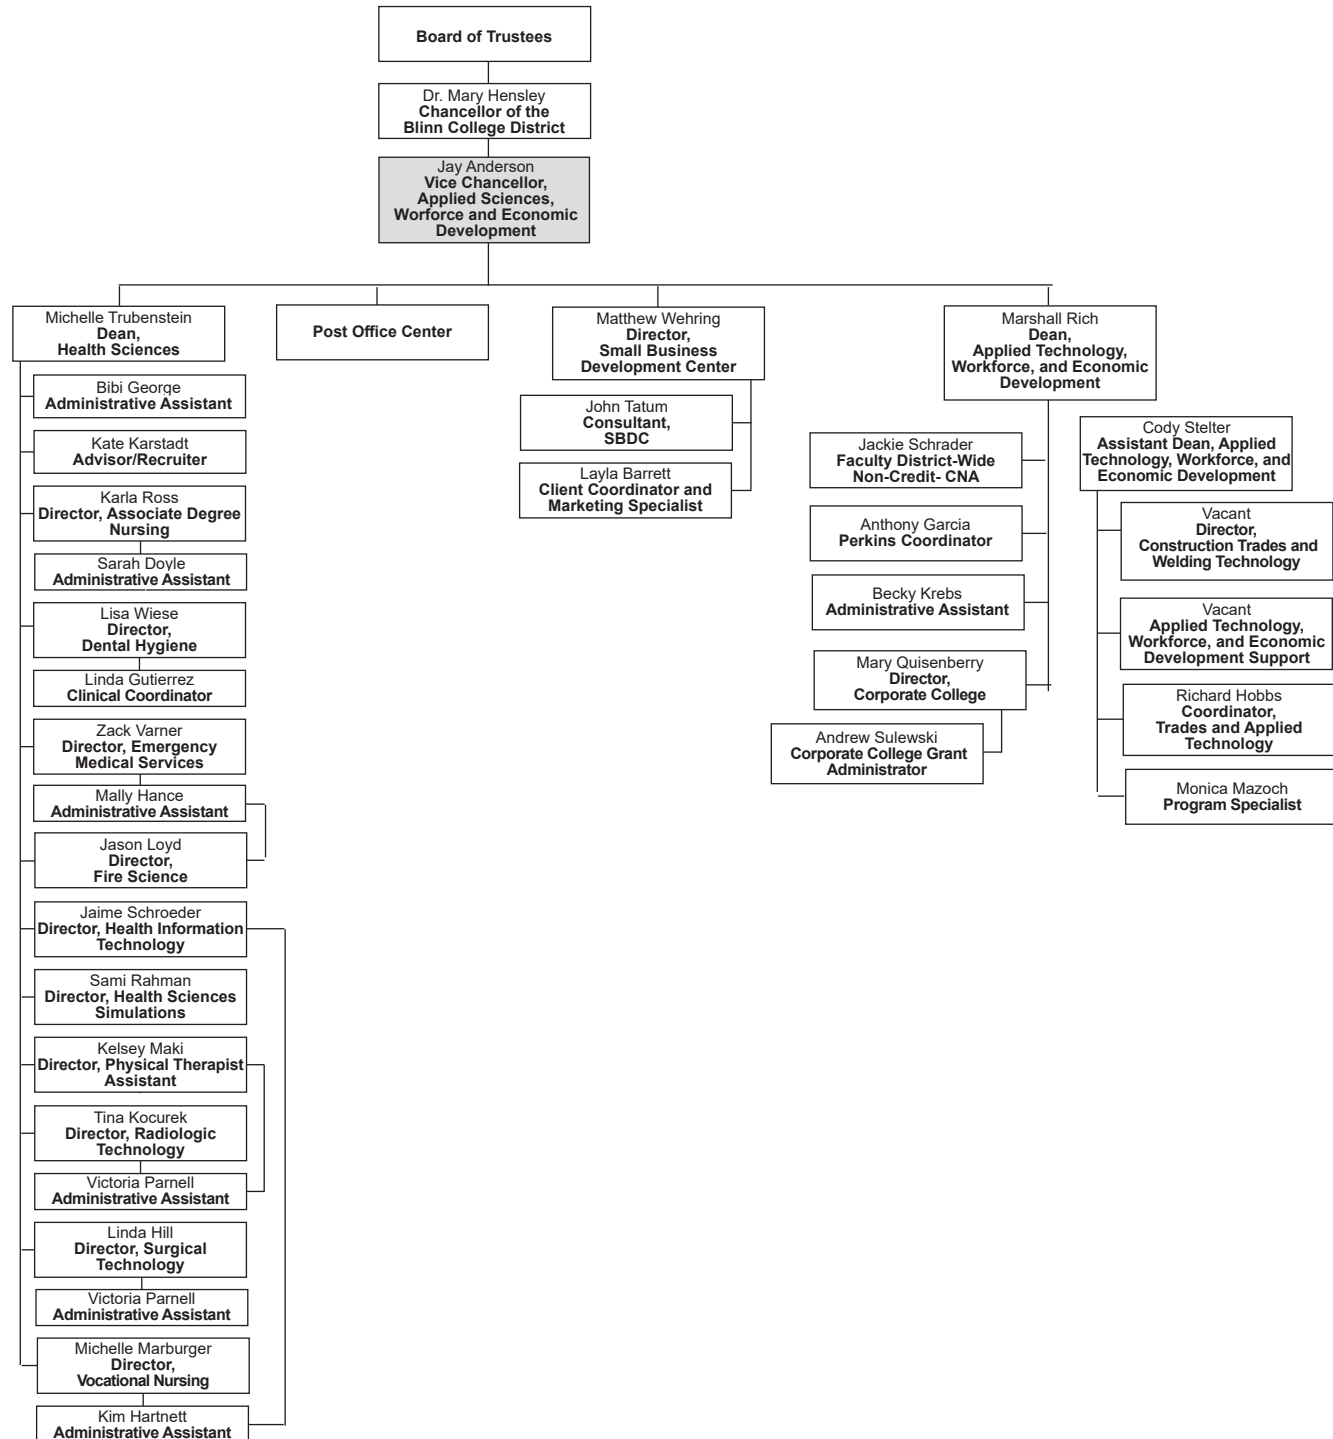 Board of Trustees
Dr. Mary Hensley
Chancellor of the
Blinn College District
Jay Anderson
Vice Chancellor,
Applied Sciences,
Worforce and Economic
Development
Michelle Trubenstein
Dean,
Health Sciences
Bibi George
Administrative Assistant
Kate Karstadt
Advisor/Recruiter
Karla Ross
Director, Associate Degree
Nursing
Sarah Doyle
Administrative Assistant
Lisa Wiese
Director,
Dental Hygiene
Linda Gutierrez
Clinical Coordinator
Zack Varner
Director, Emergency
Medical Services
Mally Hance
Administrative Assistant
Jason Loyd
Director,
Fire Science
Jaime Schroeder
Director, Health Information
Technology
Sami Rahman
Director, Health Sciences
Simulations
Kelsey Maki
Director, Physical Therapist
Assistant
Tina Kocurek
Director, Radiologic
Technology
Victoria Parnell
Administrative Assistant
Linda Hill
Director, Surgical
Technology
Victoria Parnell
Administrative Assistant
Michelle Marburger
Director,
Vocational Nursing
Kim Hartnett
Administrative Assistant
Post Office Center
Matthew Wehring
Director,
Small Business
Development Center
John Tatum
Consultant,
SBDC
Layla Barrett
Client Coordinator and
Marketing Specialist
Marshall Rich
Dean,
Applied Technology,
Workforce, and Economic
Development
Jackie Schrader
Faculty District-Wide
Non-Credit- CNA
Anthony Garcia
Perkins Coordinator
Becky Krebs
Administrative Assistant
Mary Quisenberry
Director,
Corporate College
Andrew Sulewski
Corporate College Grant
Administrator
Cody Stelter
Assistant Dean, Applied
Technology, Workforce, and
Economic Development
Vacant
Director,
Construction Trades and
Welding Technology
Vacant
Applied Technology,
Workforce, and Economic
Development Support
Richard Hobbs
Coordinator,
Trades and Applied
Technology
Monica Mazoch
Program Specialist